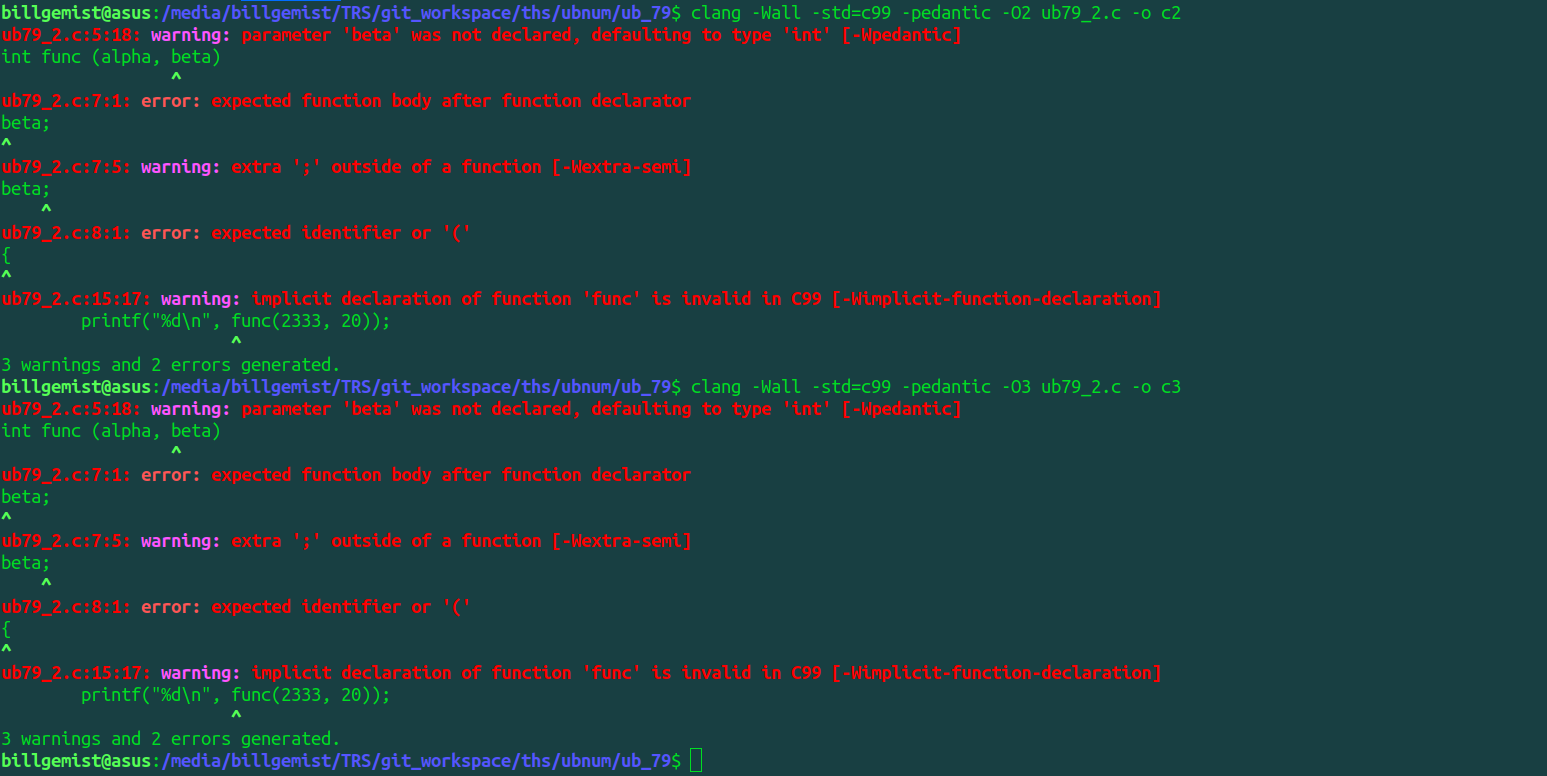 billgemist@asus:/media/billgemist/TRS/git_workspace/ths/ubnum/ub_79$ clang -Wall -std=c99 -pedantic -O2 ub79_2.c -o c2
ub79_2.c:5:18: warning: parameter 'beta' was not declared, defaulting to type 'int' [-Wpedantic]
int func (alpha, beta)
^
ub79_2.c:7:1: error: expected function body after function declarator
beta;
^
ub79_2.c:7:5: warning: extra ';' outside of a function [-Wextra-semi]
beta;
^
ub79_2.c:8:1: error: expected identifier or '('
{
^
ub79_2.c:15:17: warning: implicit declaration of function 'func' is invalid in C99 [-Wimplicit-function-declaration]
printf("%d\n", func(2333, 20));
^
3 warnings and 2 errors generated.
billgemist@asus:/media/billgemist/TRS/git_workspace/ths/ubnum/ub_79$ clang -Wall -std=c99 -pedantic -O3 ub79_2.c -o c3
ub79_2.c:5:18: warning: parameter 'beta' was not declared, defaulting to type 'int' [-Wpedantic]
int func (alpha, beta)
^
ub79_2.c:7:1: error: expected function body after function declarator
beta;
^
ub79_2.c:7:5: warning: extra ';' outside of a function [-Wextra-semi]
beta;
^
ub79_2.c:8:1: error: expected identifier or '('
{
^
ub79_2.c:15:17: warning: implicit declaration of function 'func' is invalid in C99 [-Wimplicit-function-declaration]
printf("%d\n", func(2333, 20));
^
3 warnings and 2 errors generated.
billgemist@asus:/media/billgemist/TRS/git_workspace/ths/ubnum/ub_79$